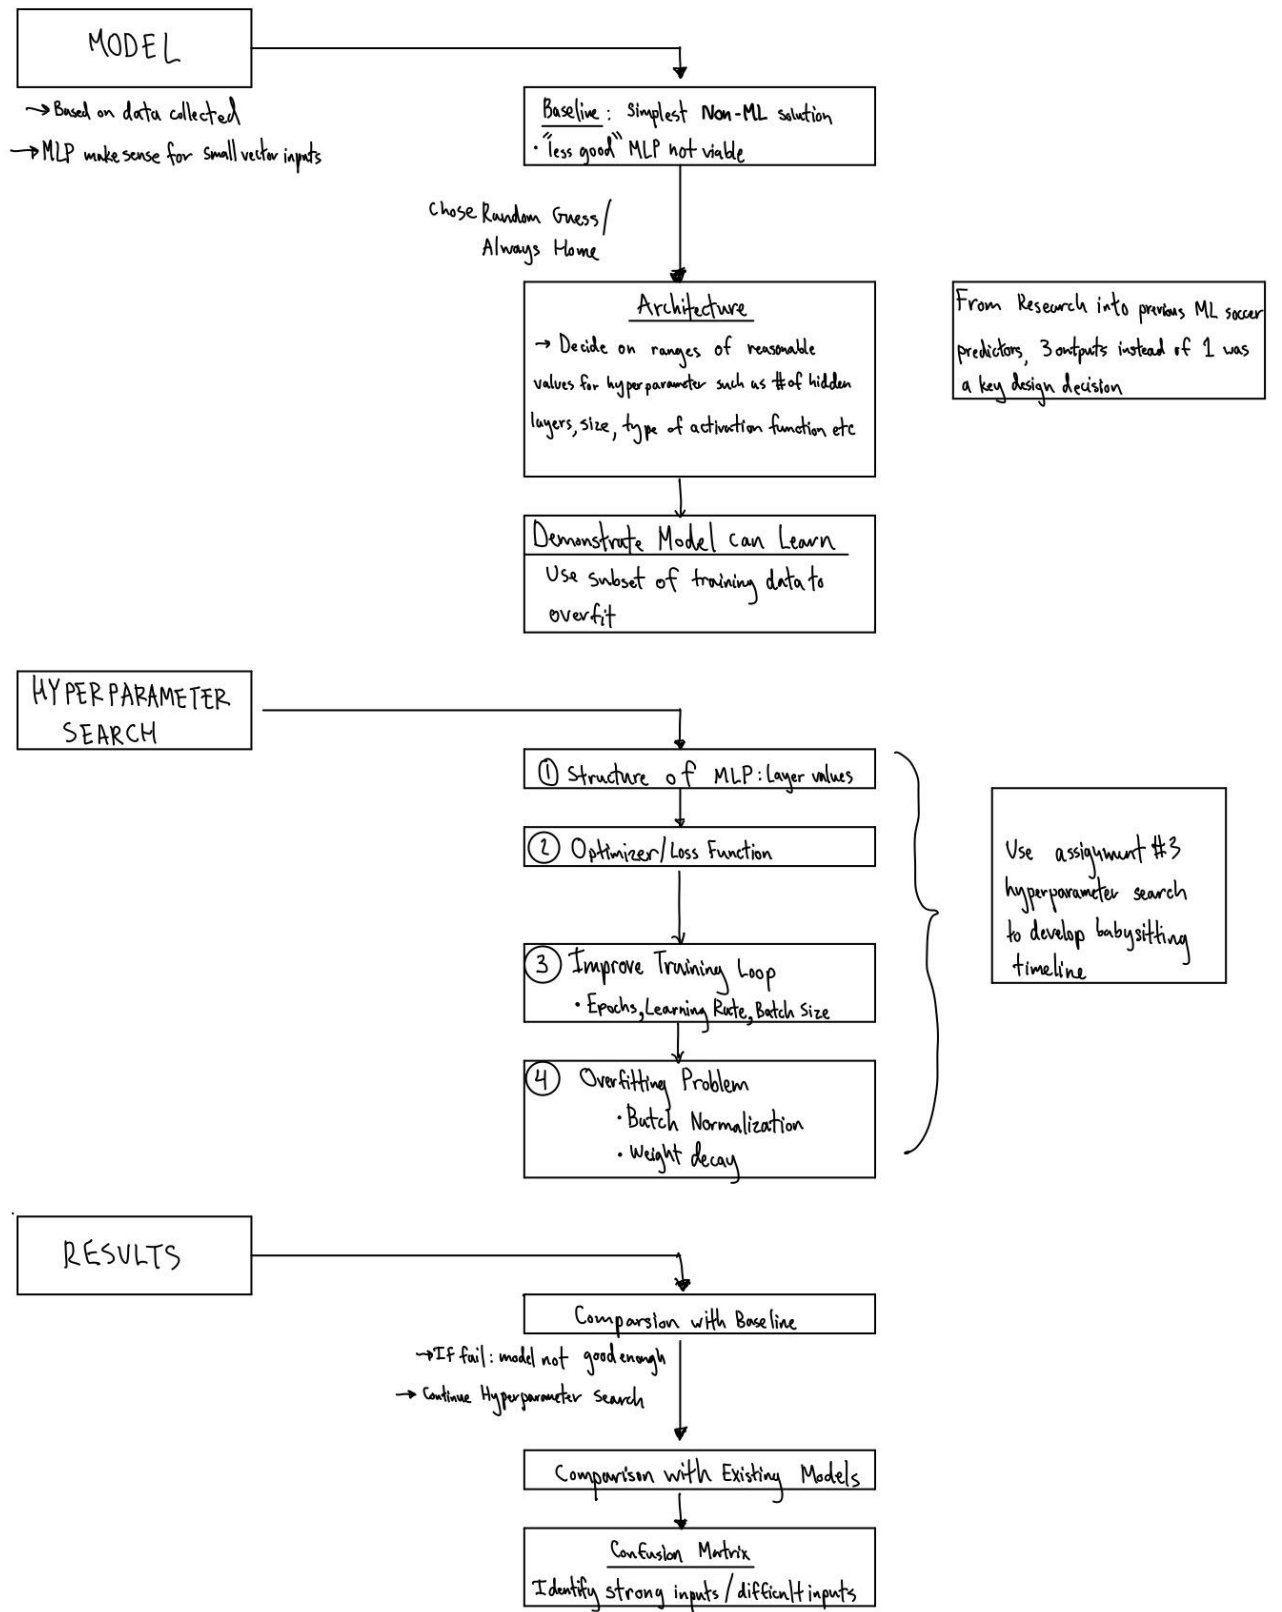 MODEL
→ Based on data collected
→ MLP make sense for small vector inputs
Baseline: Simplest Non-ML solution
• "less good" MLP not viable
Chose Random Guess/
Always Home
Architecture
→ Decide on ranges of reasonable
values for hyperparameter such as # of hidden
layers, size, type of activation function etc
From Research into previous ML soccer
predictors, 3 outputs instead of 1 was
a key design decision
Demonstrate Model can Learn
Use subset of training data to
overfit
HYPERPARAMETER
SEARCH
① Structure of MLP: Layer values
② Optimizer/Loss Function
③ Improve Training Loop
• Epochs, Learning Rate, Batch Size
④ Overfitting Problem
• Batch Normalization
• Weight decay
Use assignment #3
hyperparameter search
to develop babysitting
timeline
RESULTS
Comparsion with Baseline
→ If fail: model not good enough
→ Continue Hyperparameter Search
Comparison with Existing Models
Confusion Matrix
Identify strong inputs / difficult inputs